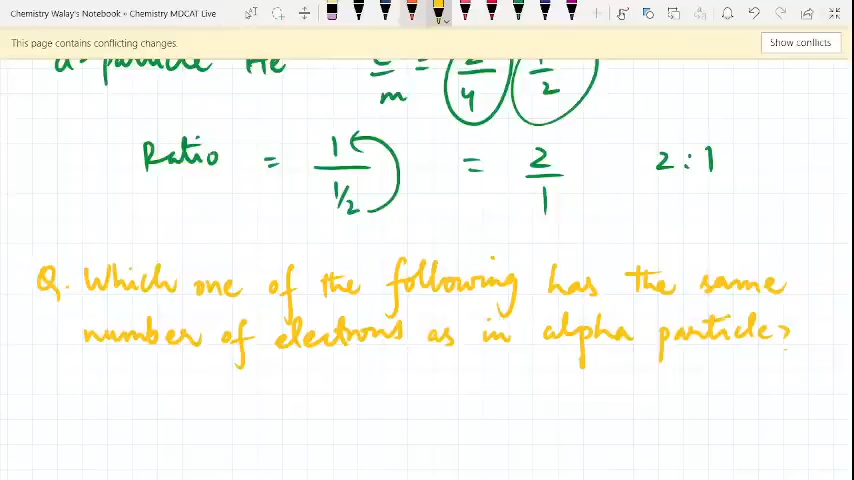 Chemistry Walay's Notebook » Chemistry MDCAT Live
This page contains conflicting changes.
Show conflicts
α-particle He e/m = 2/4 1/2
Ratio = 1/1/2 = 2/1 2:1
Q. Which one of the following has the same
number of electrons as in alpha particle?